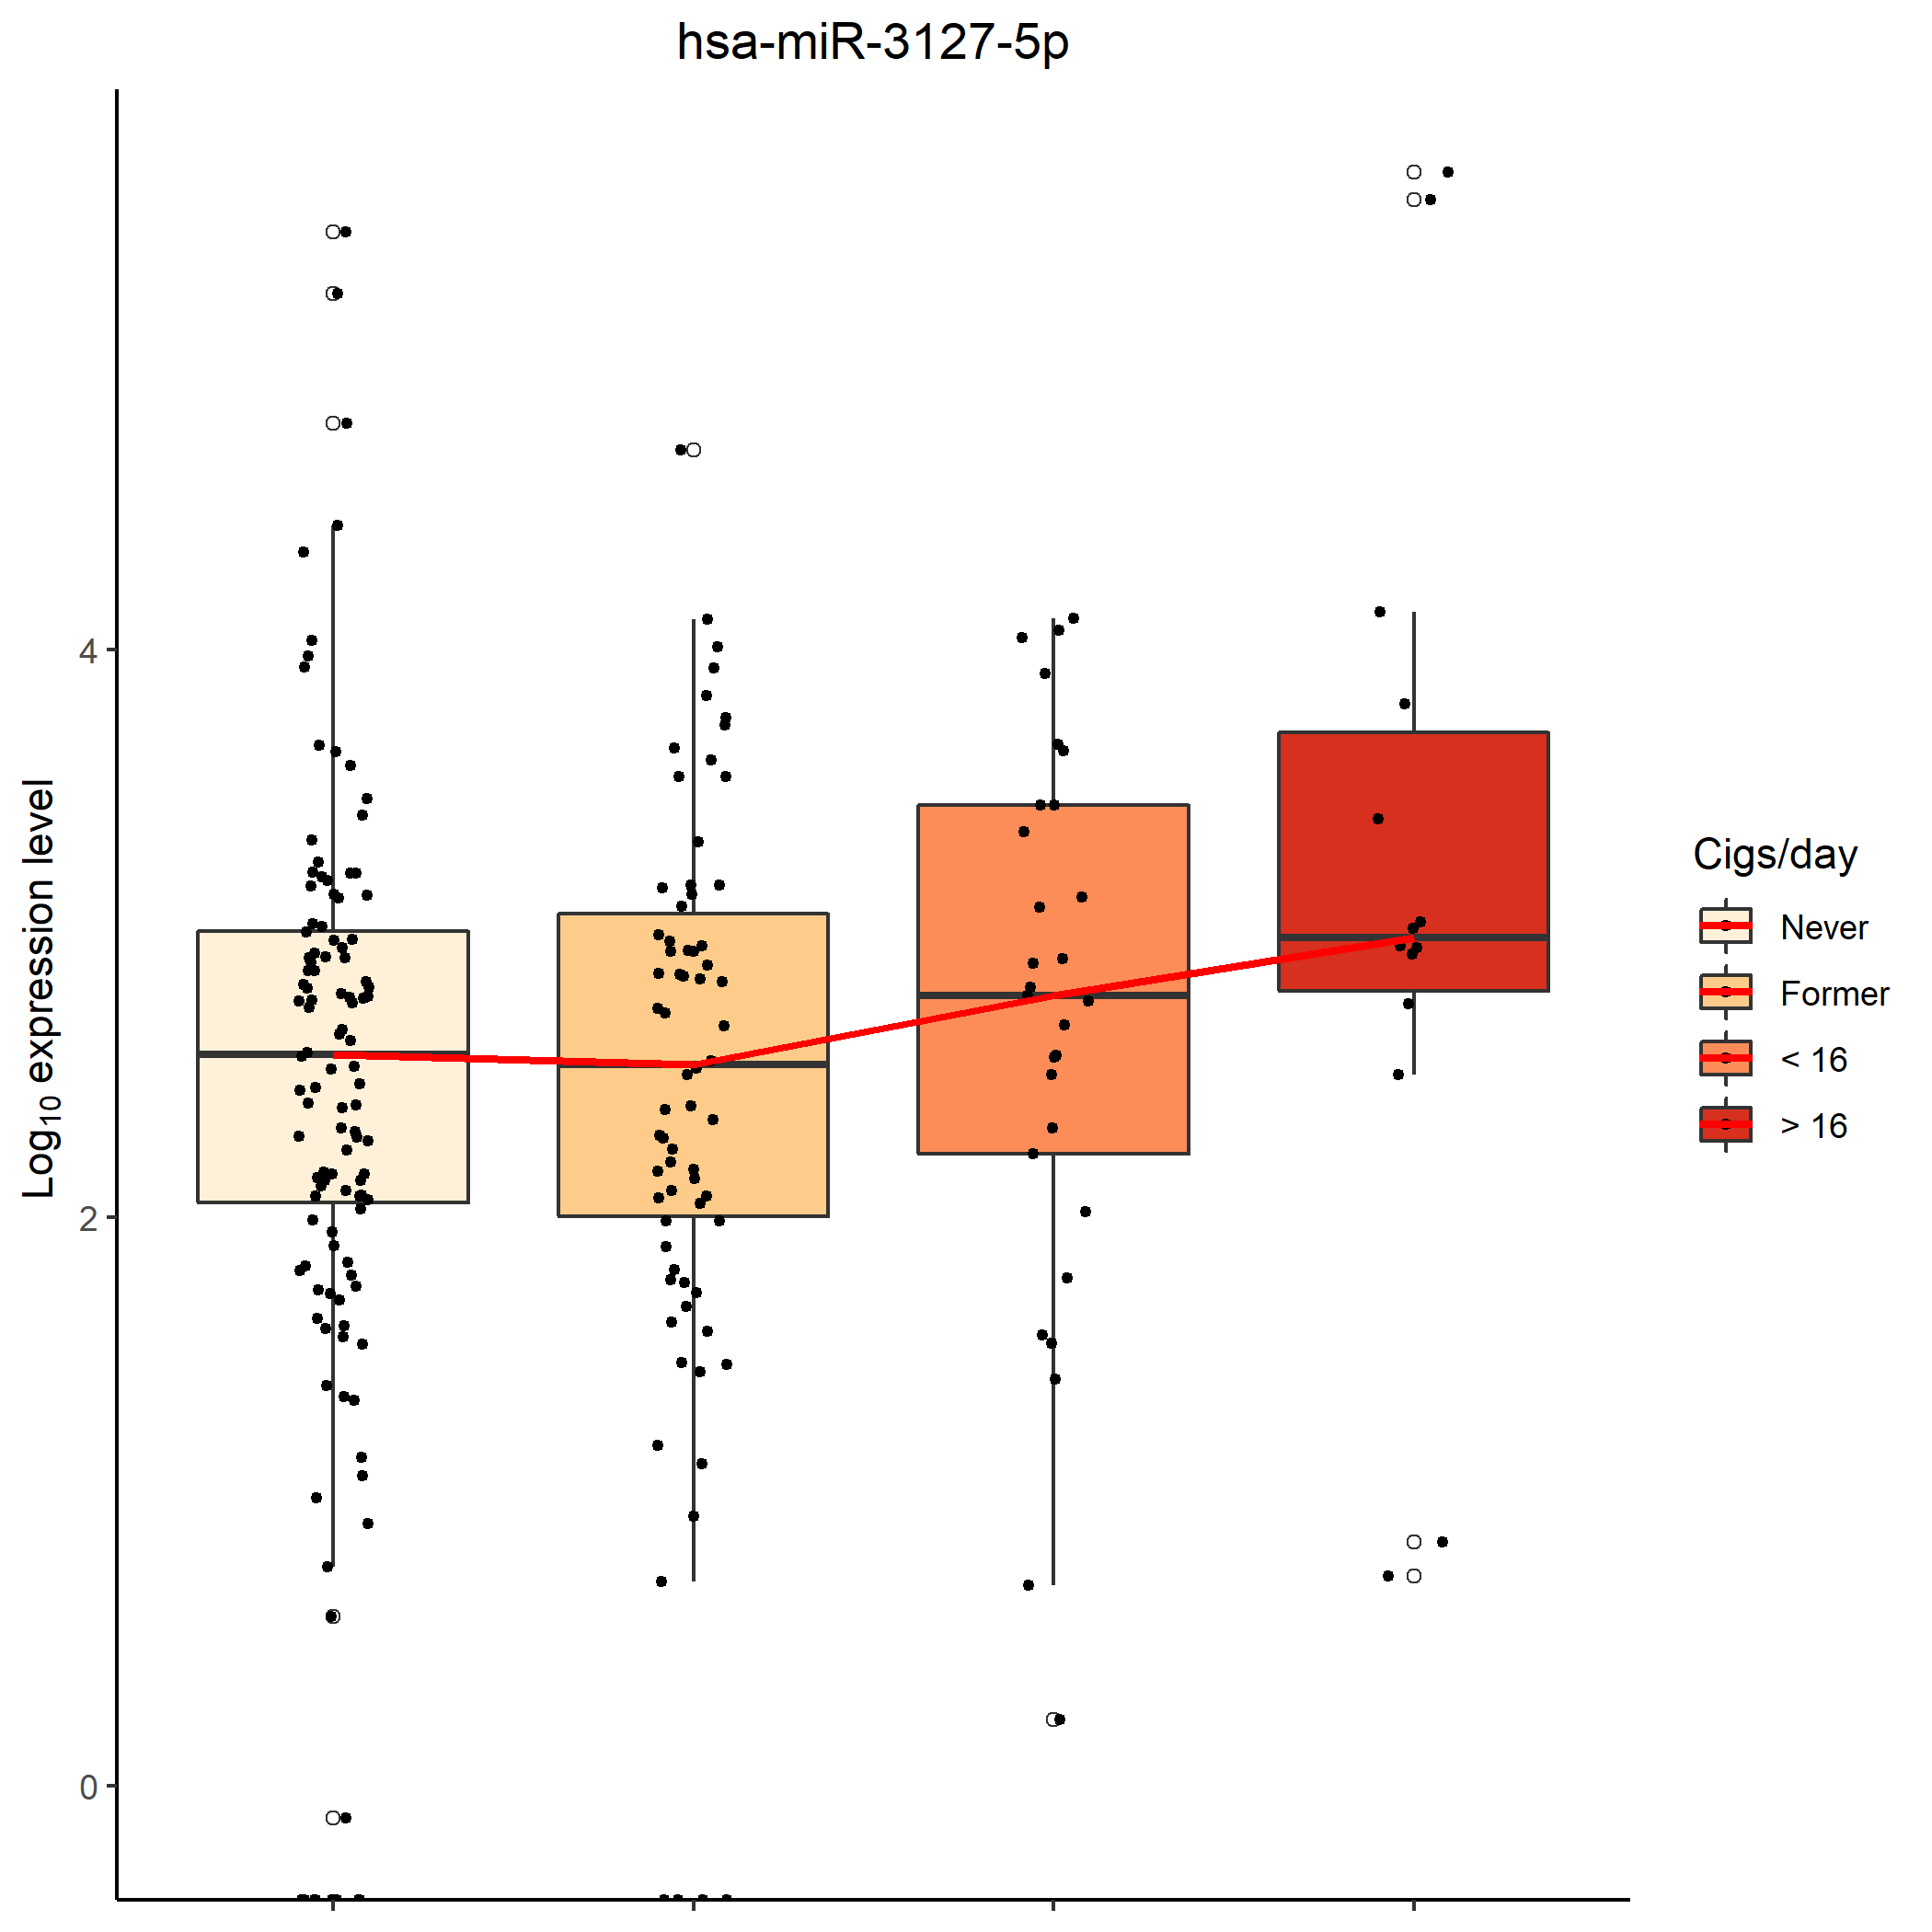 hsa-miR-3127-5p
Log10 expression level
4
2
0
Cigs/day
Never
Former
< 16
> 16